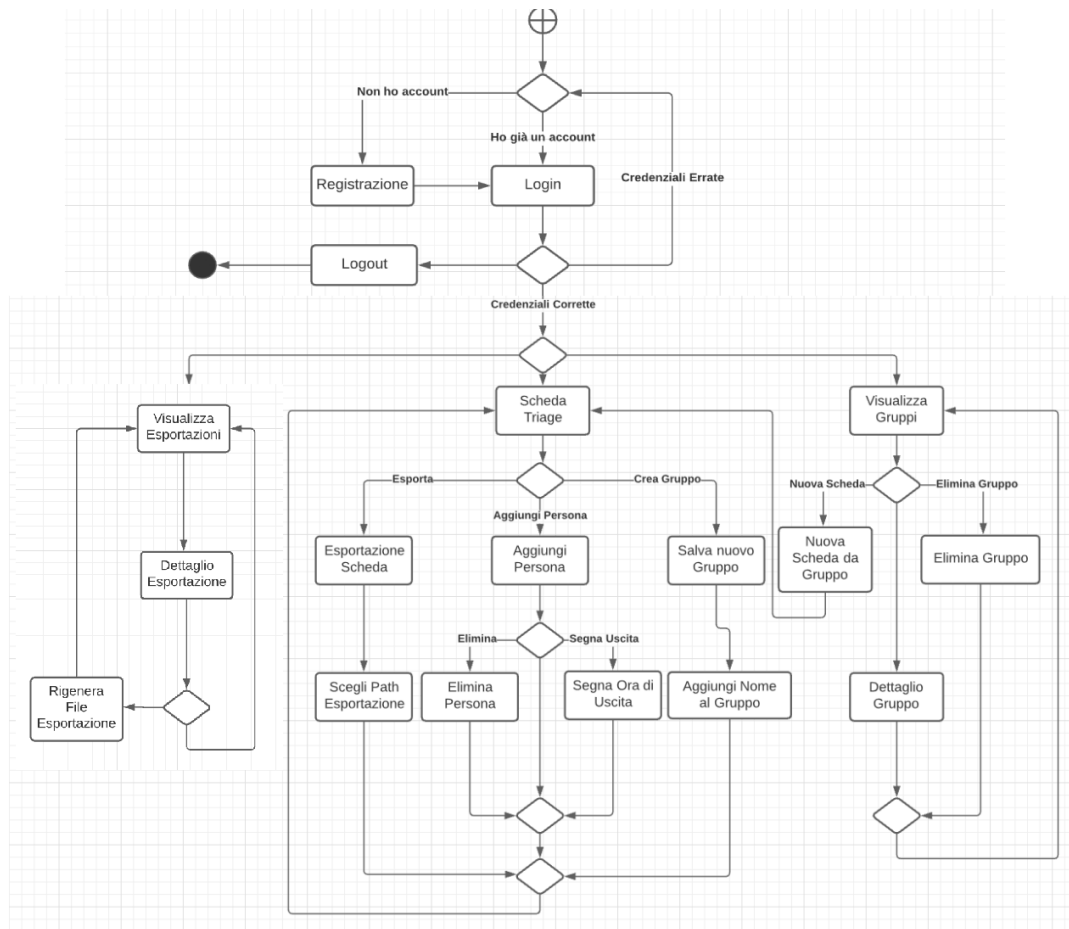 Non ho account
Ho già un account
Credenziali Errate
Registrazione
Login
Logout
Credenziali Corrette
Visualizza
Esportazioni
Scheda
Triage
Visualizza
Gruppi
Esporta
Crea Gruppo
Nuova Scheda
Elimina Gruppo
Aggiungi Persona
Esportazione
Scheda
Aggiungi
Persona
Salva nuovo
Gruppo
Nuova
Scheda da
Gruppo
Elimina Gruppo
Dettaglio
Esportazione
Elimina
Segna Uscita
Rigenera
File
Esportazione
Scegli Path
Esportazione
Elimina
Persona
Segna Ora di
Uscita
Aggiungi Nome
al Gruppo
Dettaglio
Gruppo